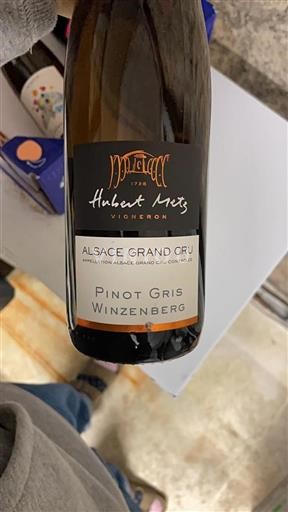 1728
Hubert Metz
VIGNERON
ALSACE GRAND CRU
APPELLATION ALSACE GRAND CRU CONTRÔLÉE
PINOT GRIS
WINZENBERG